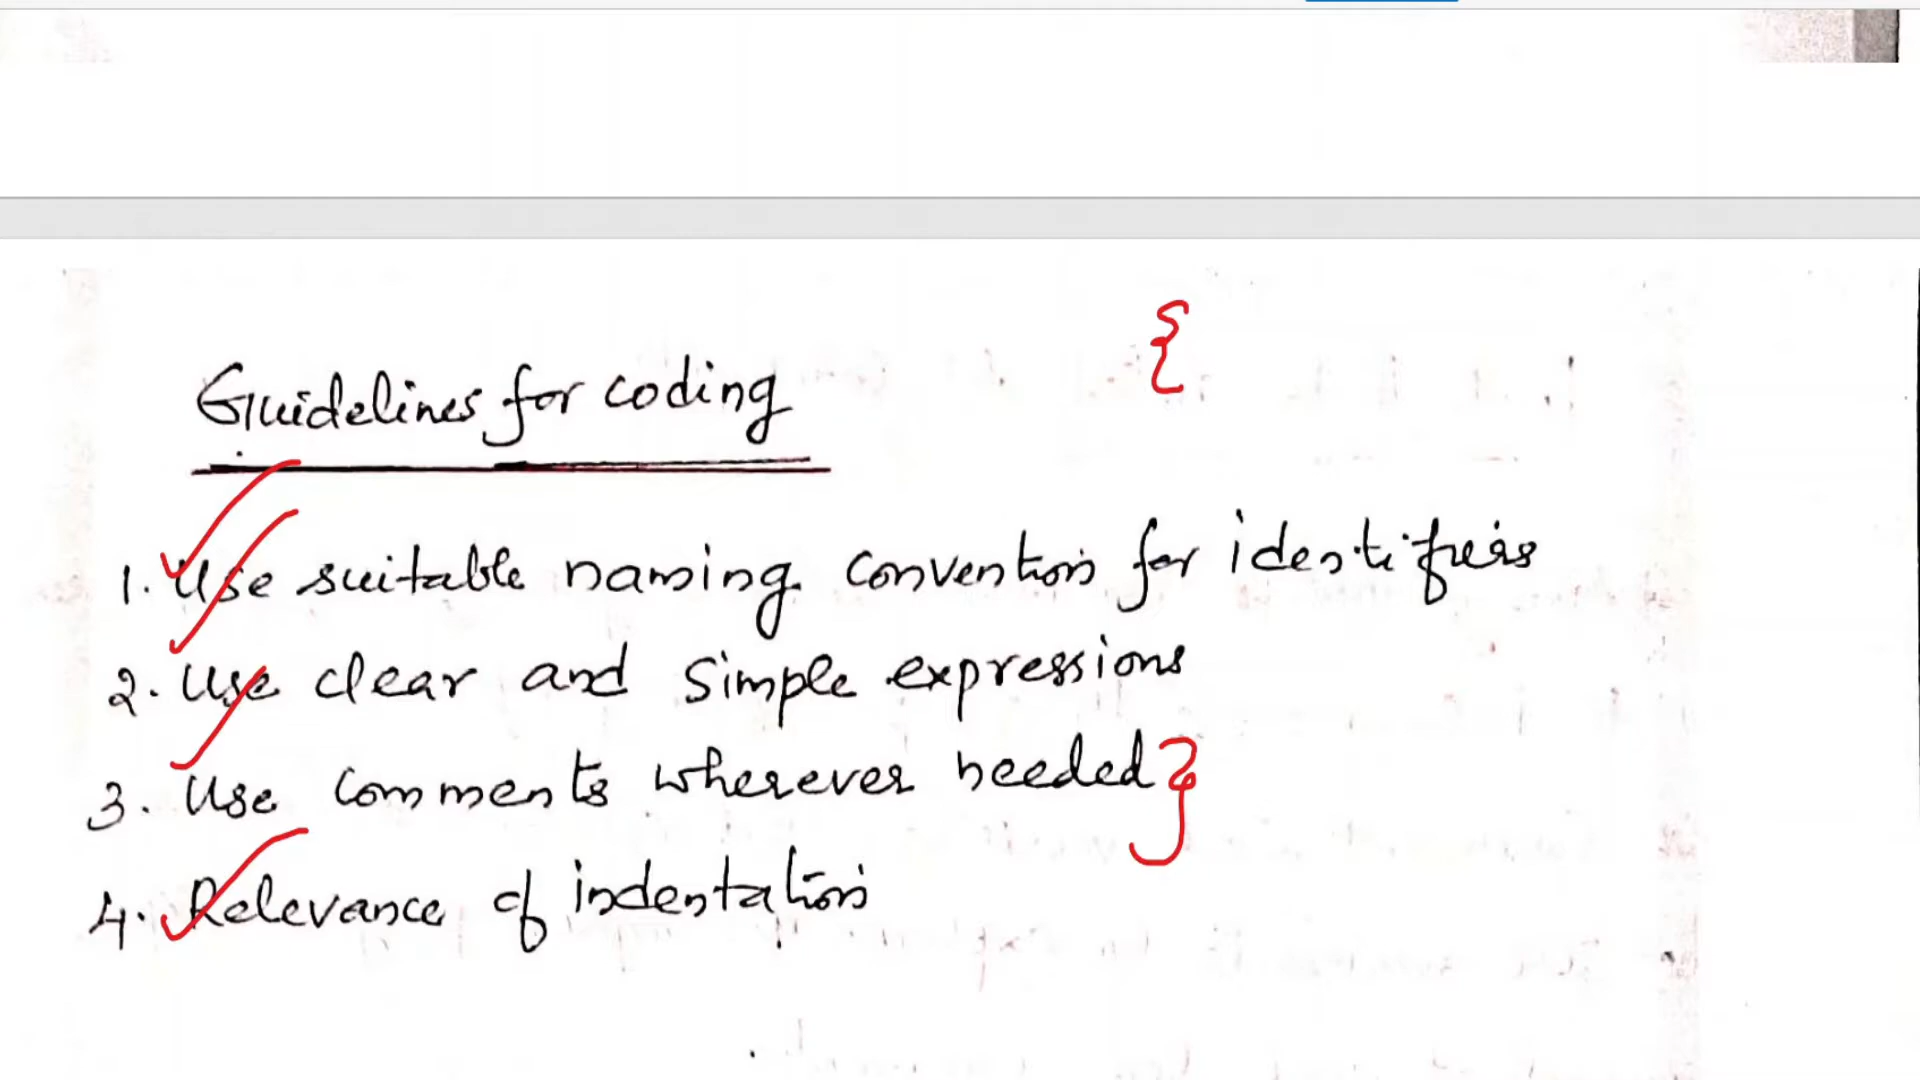 {
Guidelines for coding
1. Use suitable naming convention for identifiers
2. Use clear and simple expressions
3. Use comments wherever needed }
4. Relevance of indentation